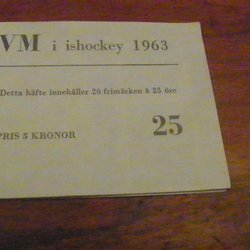 VM i ishockey 1963
Detta häfte innehåller 20 frimärken à 25 öre
PRIS 5 KRONOR
25